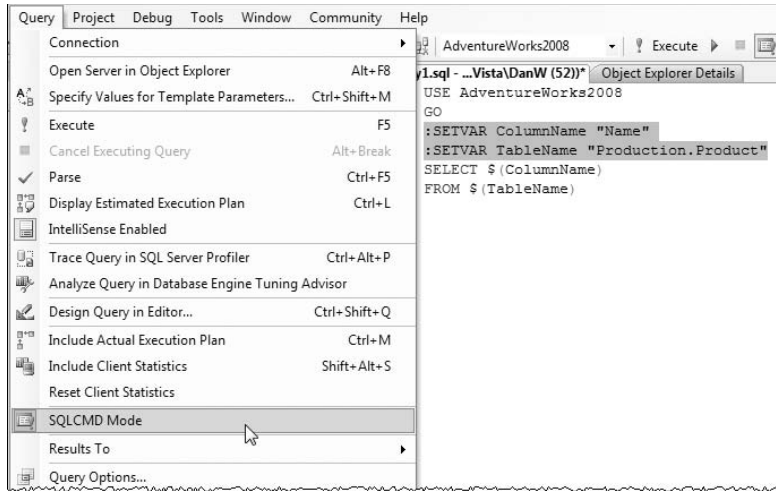 Query Project Debug Tools Window Community Help
Connection
AdventureWorks2008 Execute
Open Server in Object Explorer Alt+F8
y1.sql - ...Vista\DanW (52))* Object Explorer Details
Specify Values for Template Parameters... Ctrl+Shift+M
Execute F5
Cancel Executing Query Alt+Break
Parse Ctrl+F5
Display Estimated Execution Plan Ctrl+L
IntelliSense Enabled
Trace Query in SQL Server Profiler Ctrl+Alt+P
Analyze Query in Database Engine Tuning Advisor
Design Query in Editor... Ctrl+Shift+Q
Include Actual Execution Plan Ctrl+M
Include Client Statistics Shift+Alt+S
Reset Client Statistics
SQLCMD Mode
Results To
Query Options...
USE AdventureWorks2008
GO
:SETVAR ColumnName "Name"
:SETVAR TableName "Production.Product"
SELECT $(ColumnName)
FROM $(TableName)